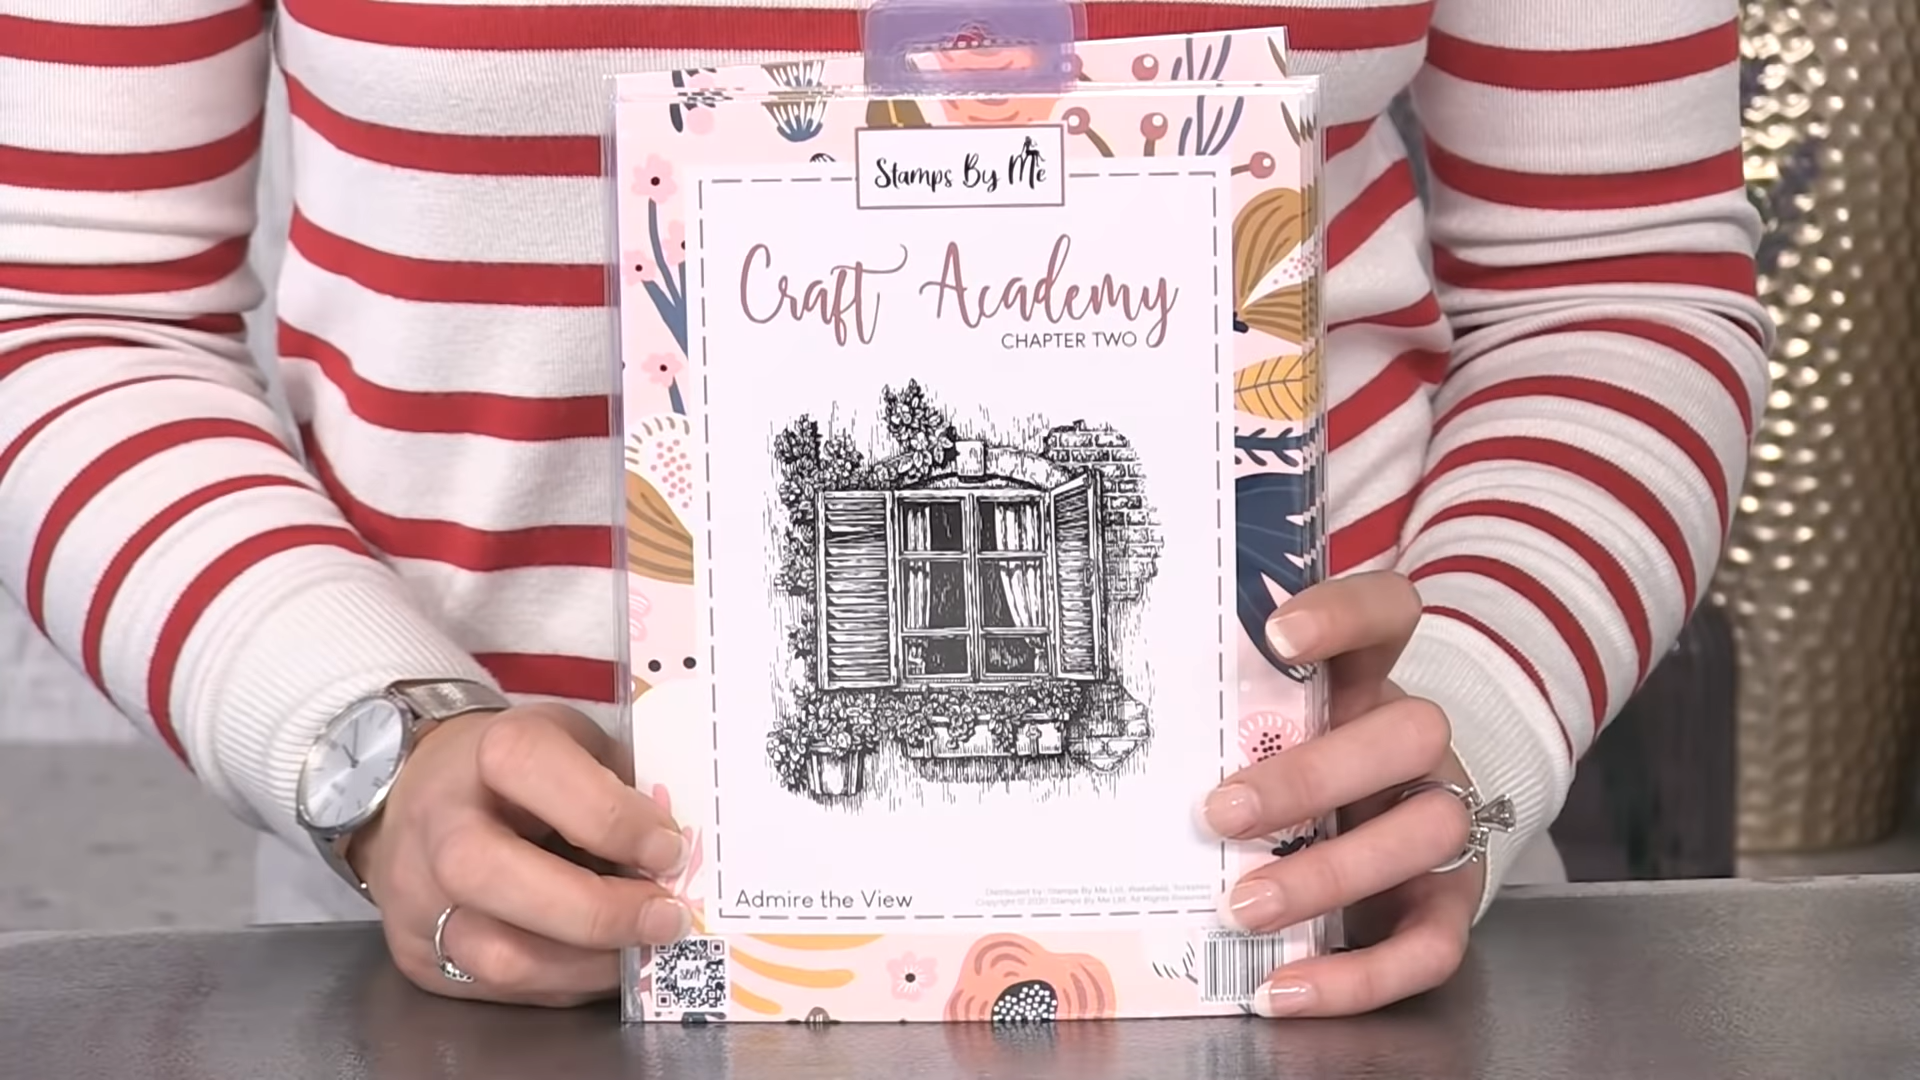 Stamps By Me
Craft Academy
CHAPTER TWO
Admire the View
Distributed by: Stamps By Me Ltd, Wakefield, Yorkshire
Copyright © 2020 Stamps By Me Ltd. All Rights Reserved
SBM